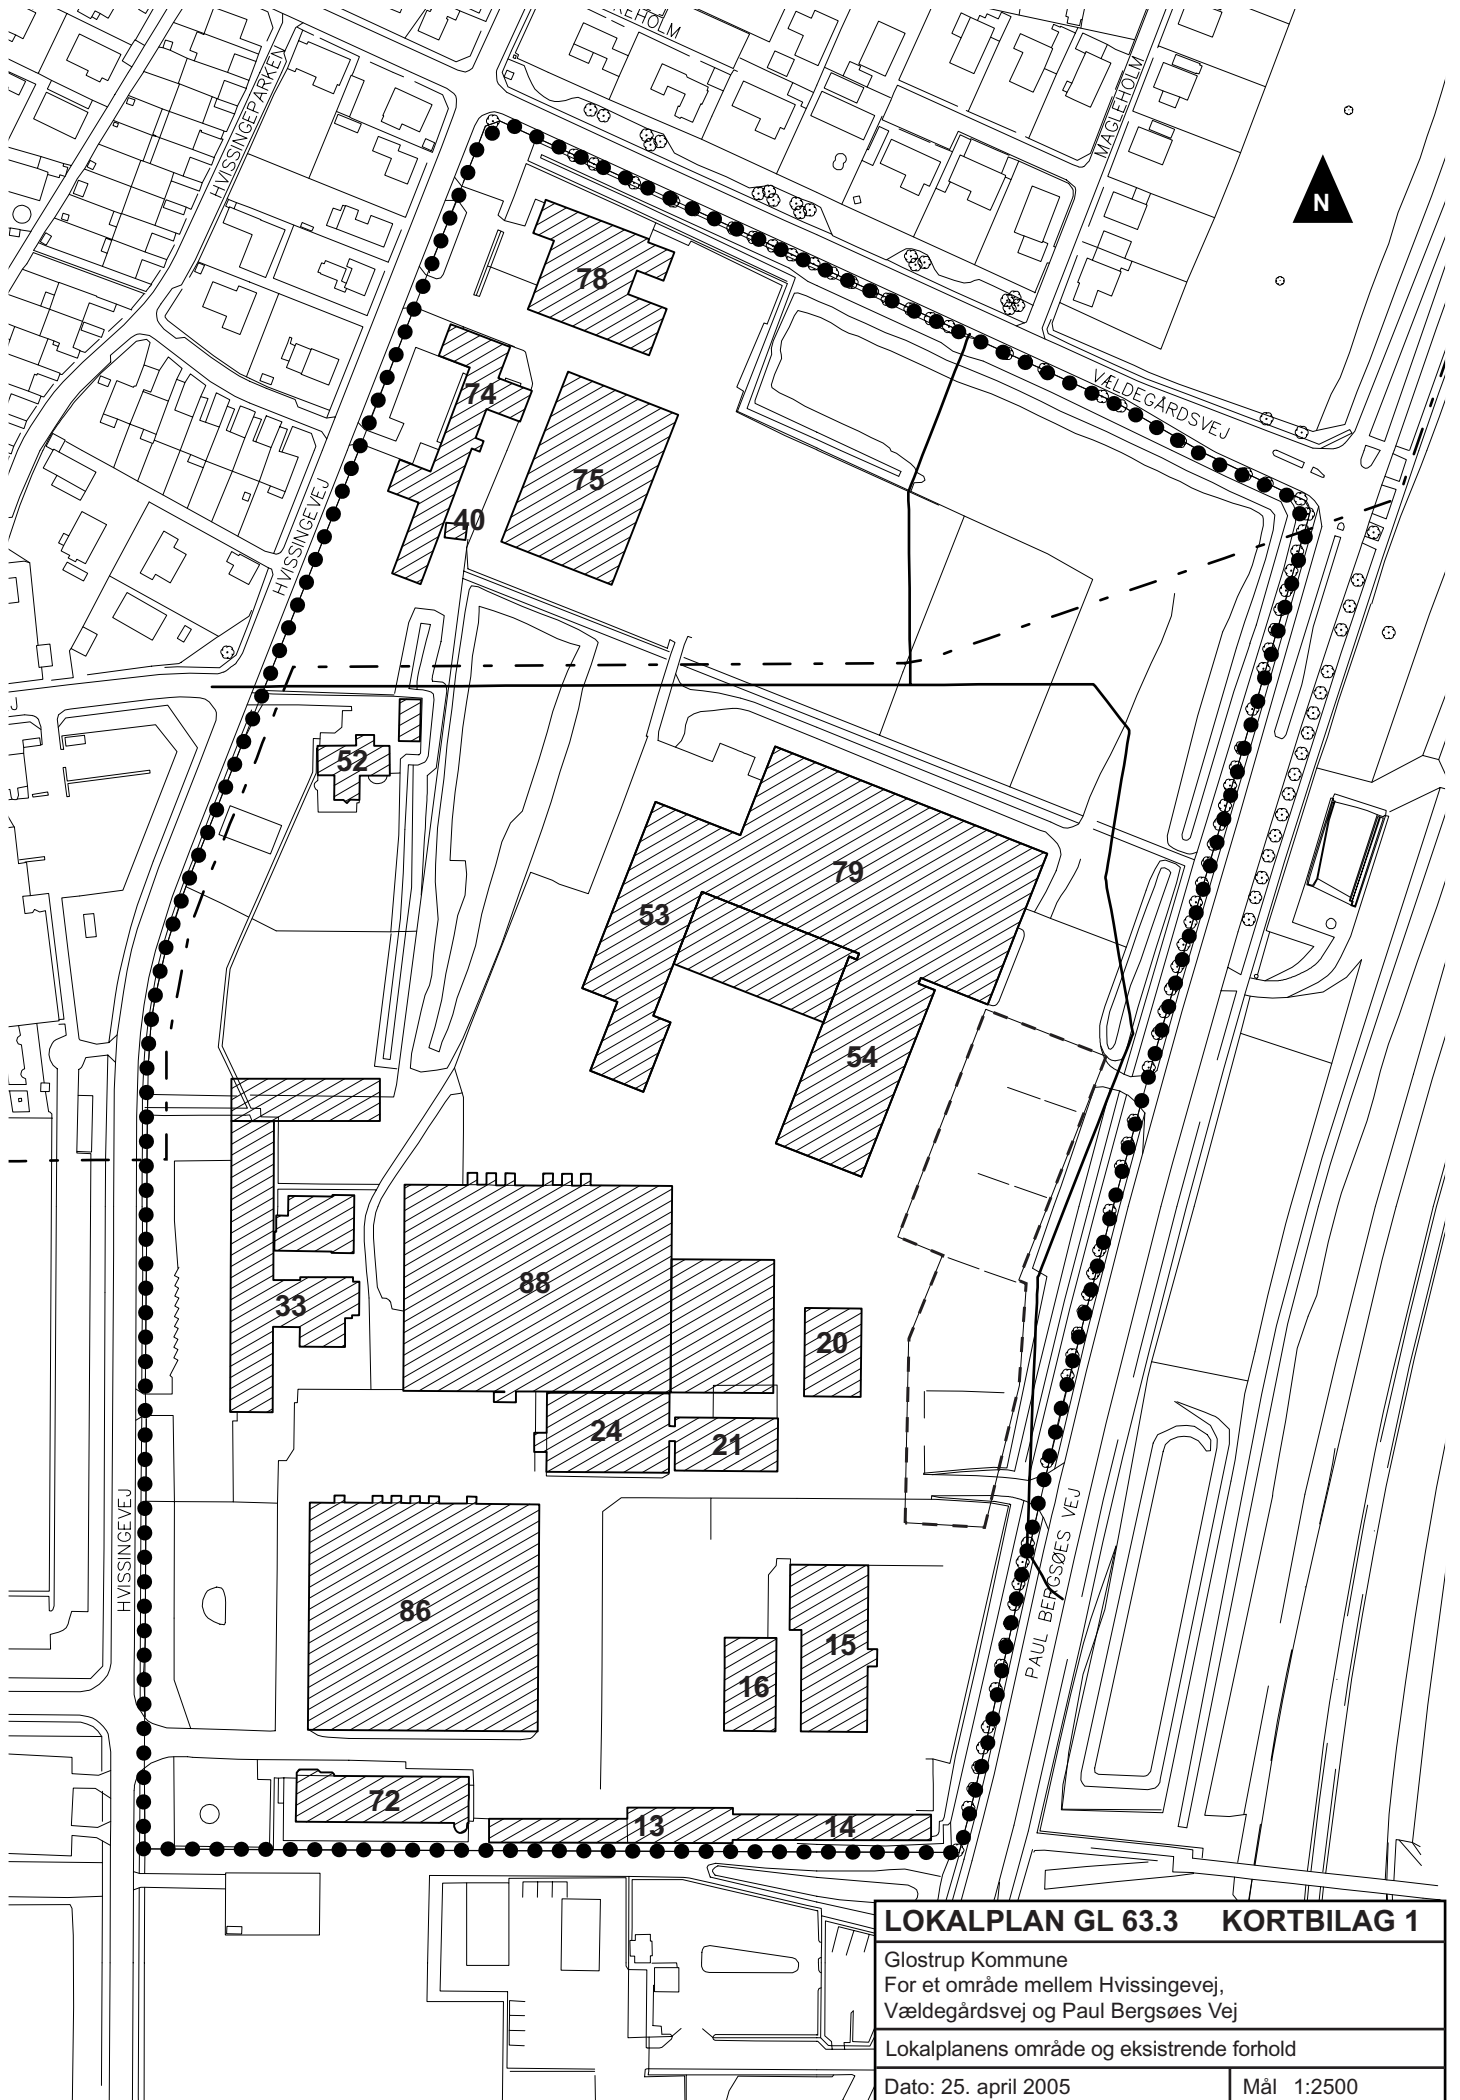 HVISSINGEPARKEN
MAGLEHOLM
N
78
VÆLDEGÅRDSVEJ
74
75
40
HVISSINGEVEJ
52
79
53
54
88
33
20
24
21
HVISSINGEVEJ
PAUL BERGSØES VEJ
86
15
16
72
13
14
LOKALPLAN GL 63.3 KORTBILAG 1
Glostrup Kommune
For et område mellem Hvissingevej,
Vældegårdsvej og Paul Bergsøes Vej
Lokalplanens område og eksistrende forhold
Dato: 25. april 2005 Mål 1:2500